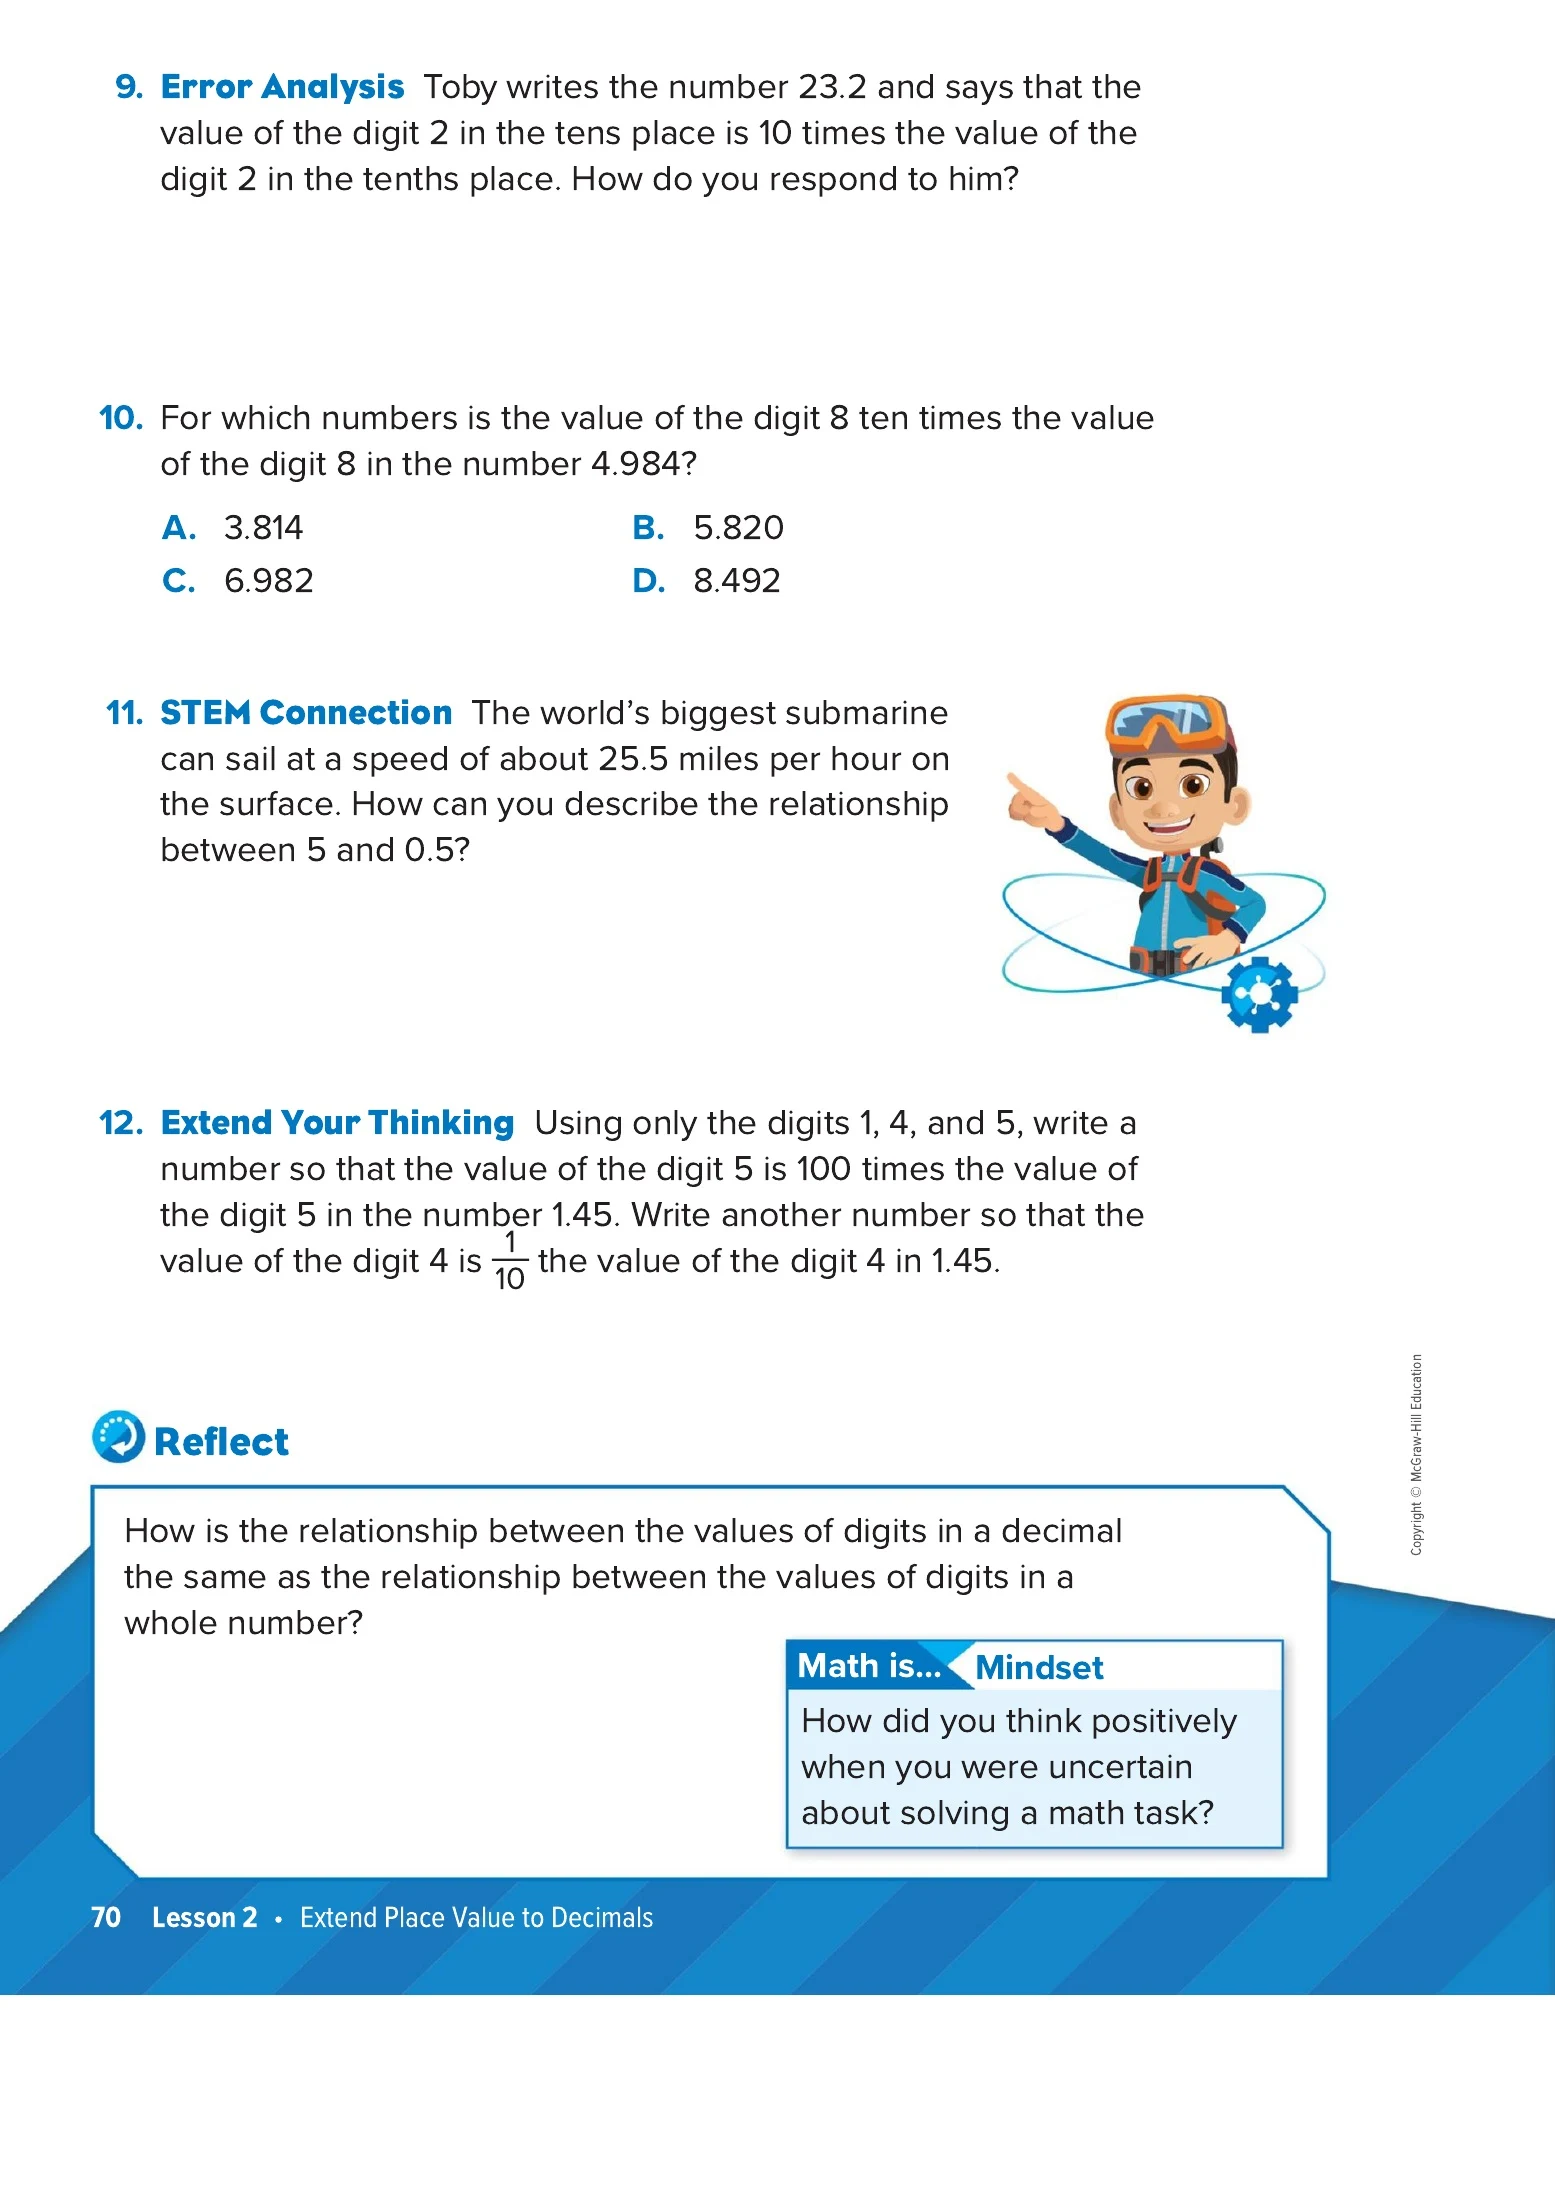 9. Error Analysis Toby writes the number 23.2 and says that the
value of the digit 2 in the tens place is 10 times the value of the
digit 2 in the tenths place. How do you respond to him?
10. For which numbers is the value of the digit 8 ten times the value
of the digit 8 in the number 4.984?
A. 3.814 B. 5.820
C. 6.982 D. 8.492
11. STEM Connection The world's biggest submarine
can sail at a speed of about 25.5 miles per hour on
the surface. How can you describe the relationship
between 5 and 0.5?
12. Extend Your Thinking Using only the digits 1, 4, and 5, write a
number so that the value of the digit 5 is 100 times the value of
the digit 5 in the number 1.45. Write another number so that the
value of the digit 4 is 1/10 the value of the digit 4 in 1.45.
Copyright © McGraw-Hill Education
Reflect
How is the relationship between the values of digits in a decimal
the same as the relationship between the values of digits in a
whole number?
Math is... Mindset
How did you think positively
when you were uncertain
about solving a math task?
70 Lesson 2 • Extend Place Value to Decimals